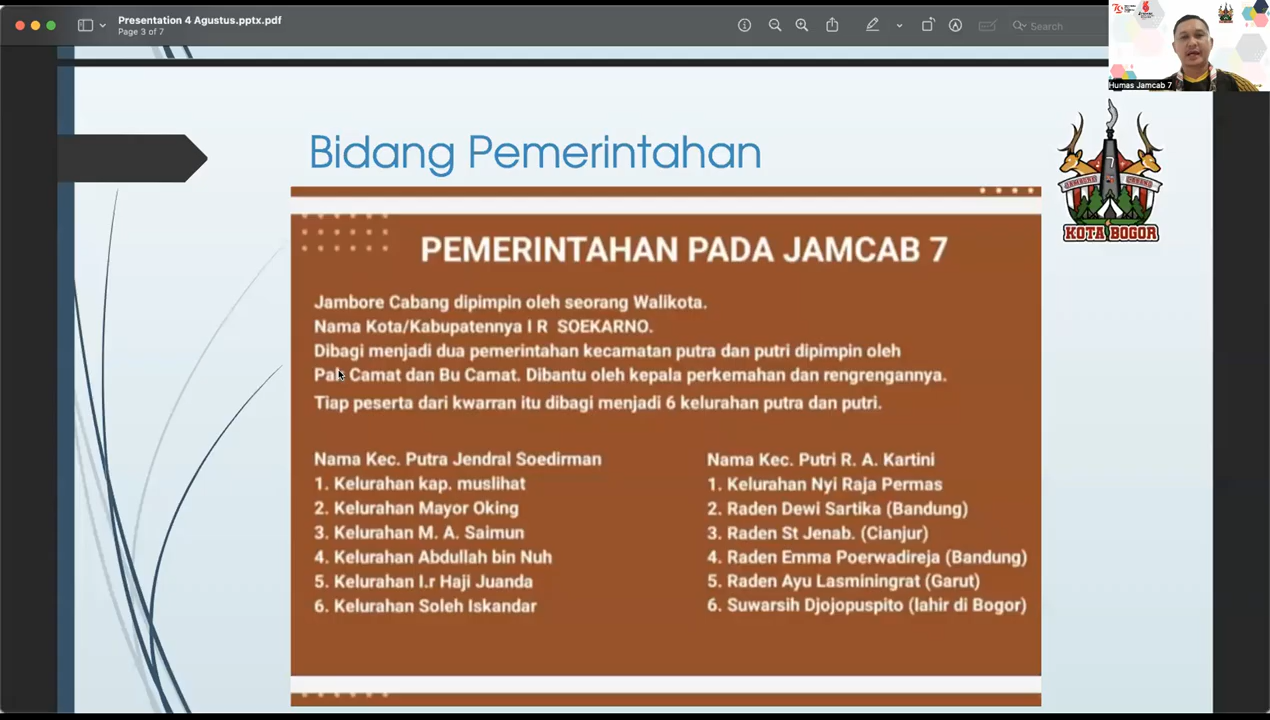 Presentation 4 Agustus.pptx.pdf
Page 3 of 7
Search
Humas Jamcab 7
Bidang Pemerintahan
7
KOTA BOGOR
PEMERINTAHAN PADA JAMCAB 7
Jambore Cabang dipimpin oleh seorang Walikota.
Nama Kota/Kabupatennya I R SOEKARNO.
Dibagi menjadi dua pemerintahan kecamatan putra dan putri dipimpin oleh
Pak Camat dan Bu Camat. Dibantu oleh kepala perkemahan dan rengrengannya.
Tiap peserta dari kwarran itu dibagi menjadi 6 kelurahan putra dan putri.
Nama Kec. Putra Jendral Soedirman
1. Kelurahan kap. muslihat
2. Kelurahan Mayor Oking
3. Kelurahan M. A. Saimun
4. Kelurahan Abdullah bin Nuh
5. Kelurahan I.r Haji Juanda
6. Kelurahan Soleh Iskandar
Nama Kec. Putri R. A. Kartini
1. Kelurahan Nyi Raja Permas
2. Raden Dewi Sartika (Bandung)
3. Raden St Jenab. (Cianjur)
4. Raden Emma Poerwadireja (Bandung)
5. Raden Ayu Lasminingrat (Garut)
6. Suwarsih Djojopuspito (lahir di Bogor)